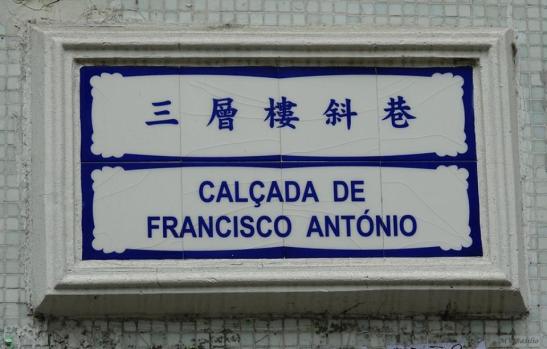 三層樓斜巷
CALÇADA DE
FRANCISCO ANTÓNIO